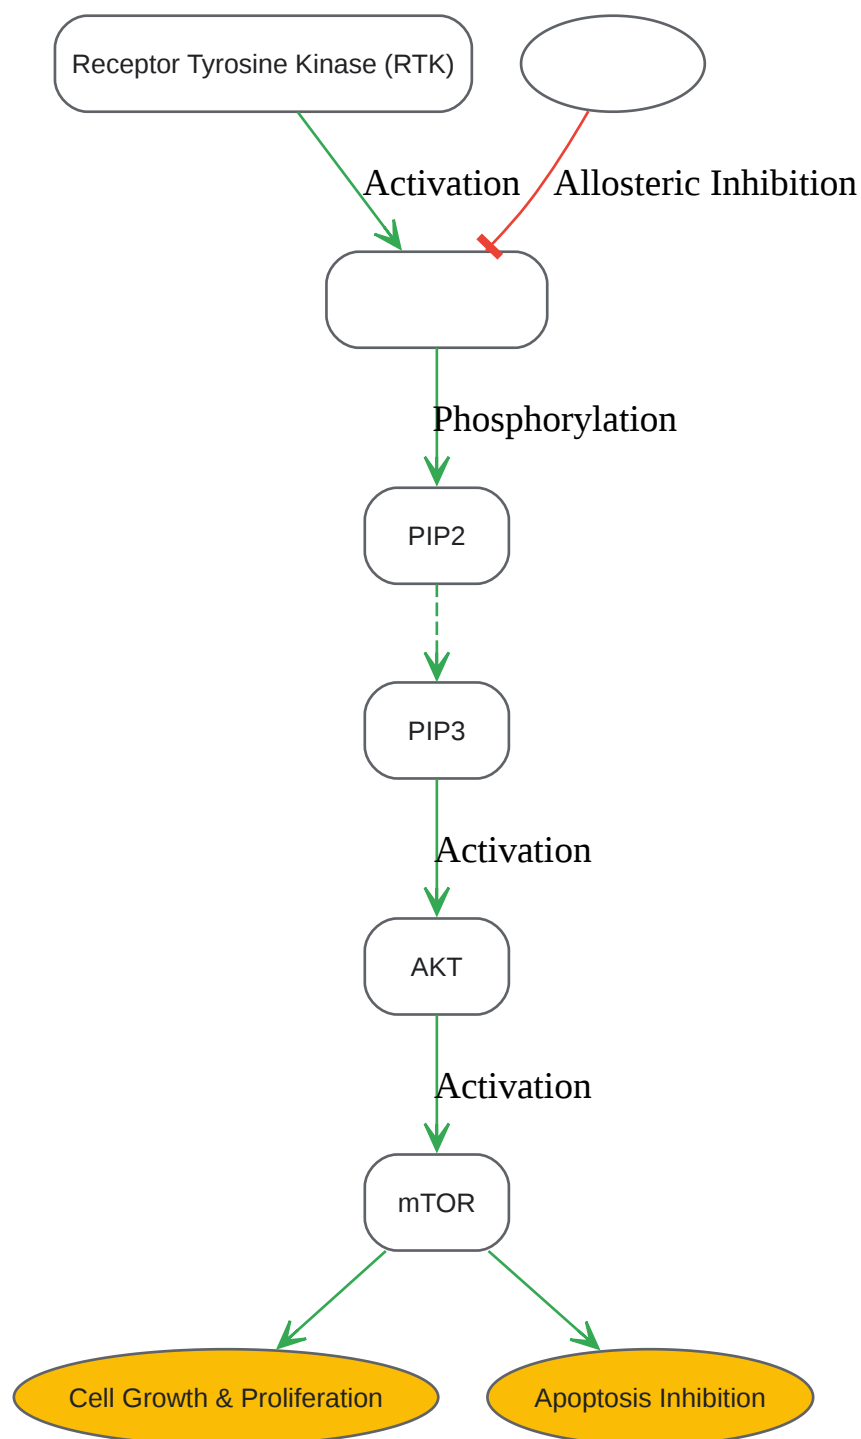 Receptor Tyrosine Kinase (RTK)
Activation
Allosteric Inhibition
Phosphorylation
PIP2
PIP3
Activation
AKT
Activation
mTOR
Cell Growth & Proliferation
Apoptosis Inhibition